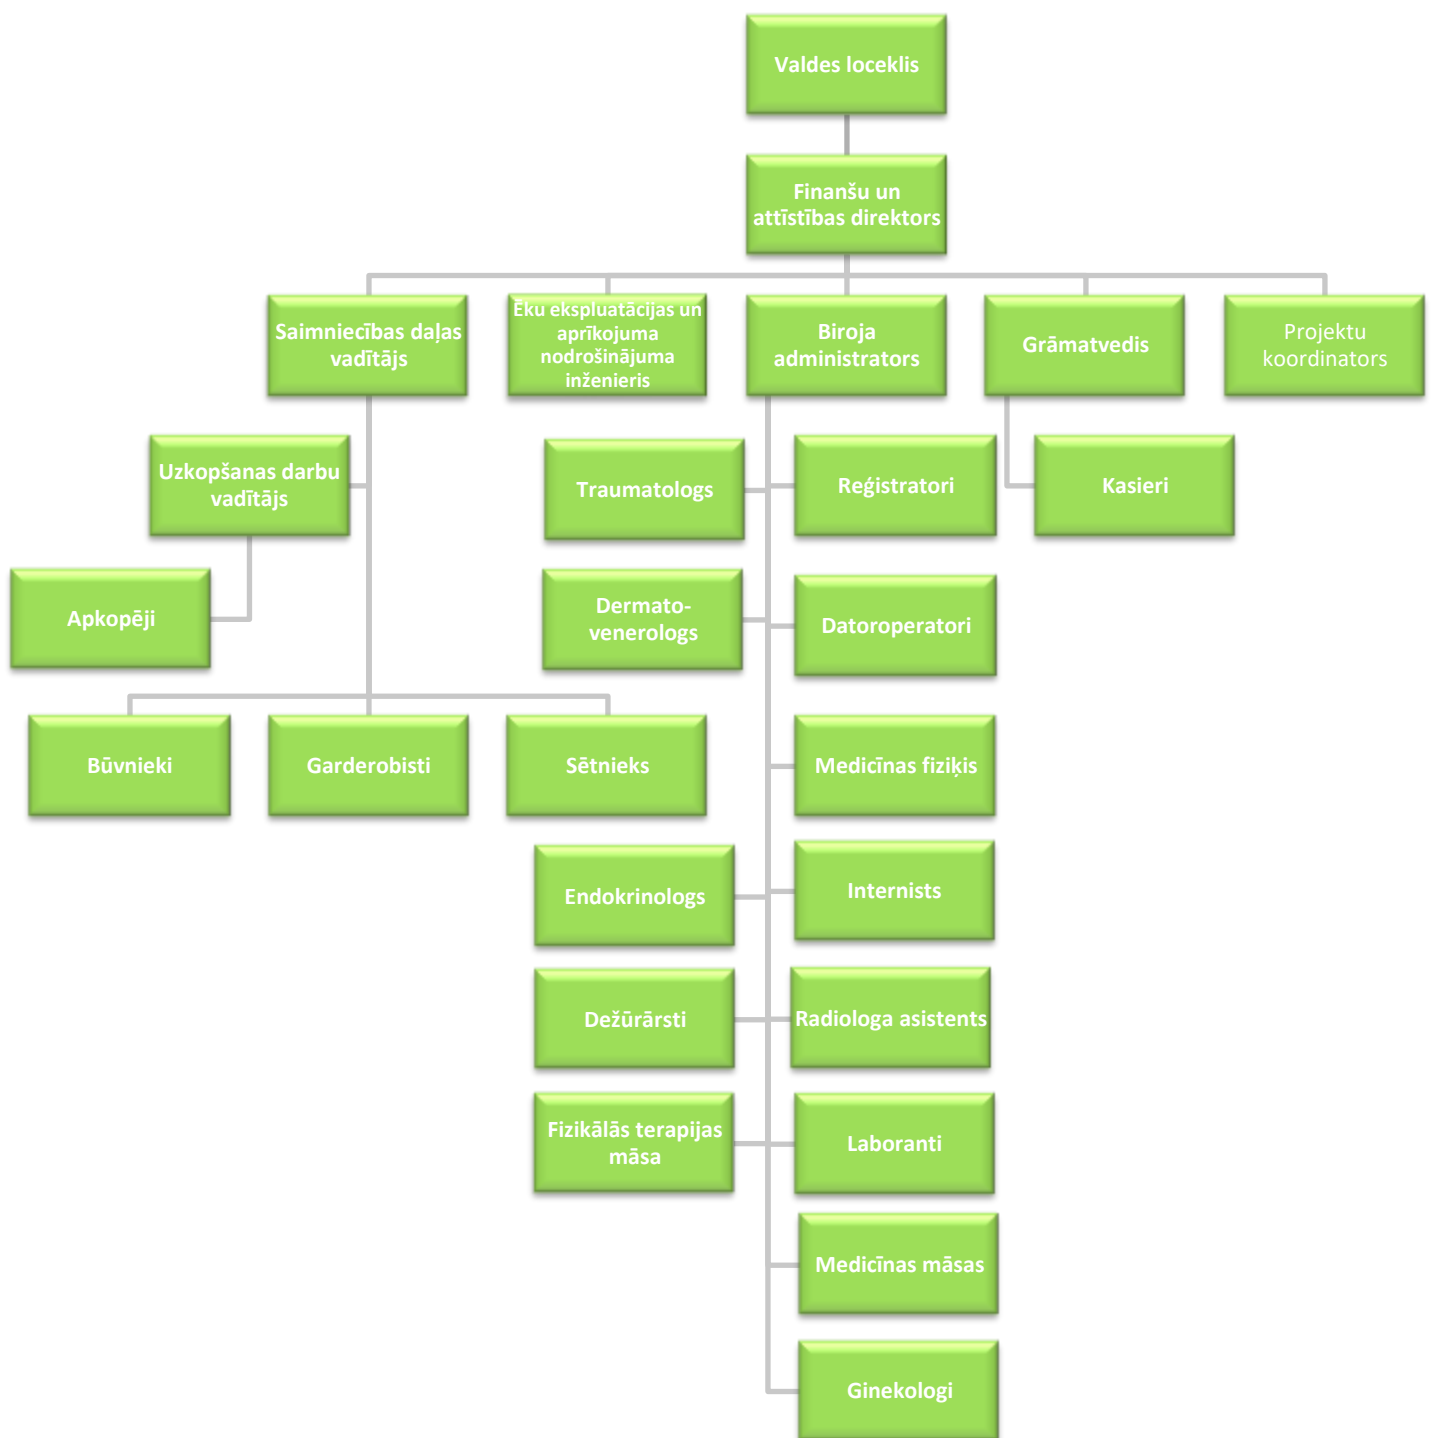 Valdes loceklis
Finanšu un
attīstības direktors
Saimniecības daļas
vadītājs
Ēku ekspluatācijas un
aprīkojuma
nodrošinājuma
inženieris
Biroja
administrators
Grāmatvedis
Projektu
koordinators
Uzkopšanas darbu
vadītājs
Traumatologs
Reģistratori
Kasieri
Apkopēji
Dermato-
venerologs
Datoroperatori
Būvnieki
Garderobisti
Sētnieks
Medicīnas fiziķis
Endokrinologs
Internists
Dežūrārsti
Radiologa asistents
Fizikālās terapijas
māsa
Laboranti
Medicīnas māsas
Ginekologi